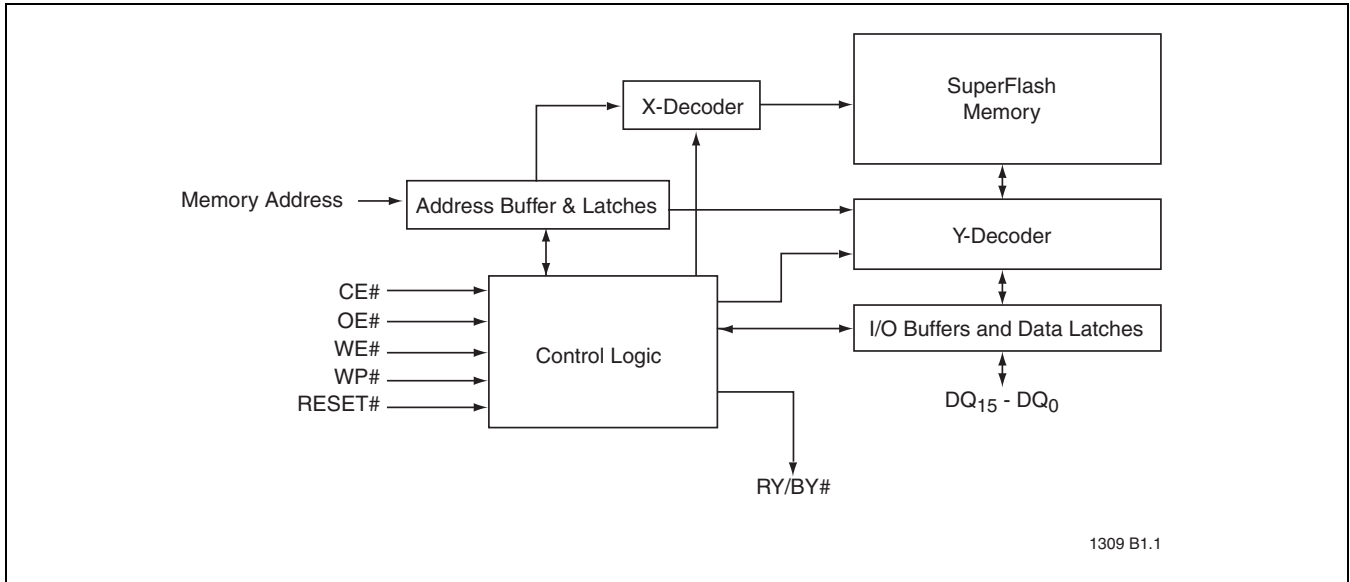 SuperFlash
Memory
X-Decoder
Memory Address
Address Buffer & Latches
Y-Decoder
CE#
OE#
WE#
WP#
RESET#
Control Logic
I/O Buffers and Data Latches
DQ15 - DQ0
RY/BY#
1309 B1.1